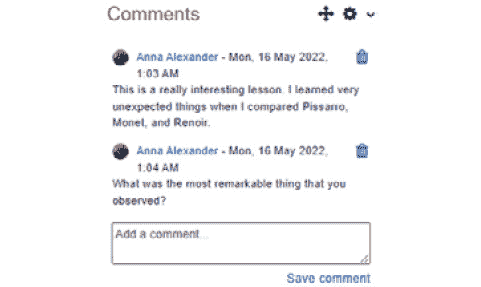 Comments
Anna Alexander - Mon, 16 May 2022,
1:03 AM
This is a really interesting lesson. I learned very
unexpected things when I compared Pissarro,
Monet, and Renoir.
Anna Alexander - Mon, 16 May 2022,
1:04 AM
What was the most remarkable thing that you
observed?
Add a comment...
Save comment